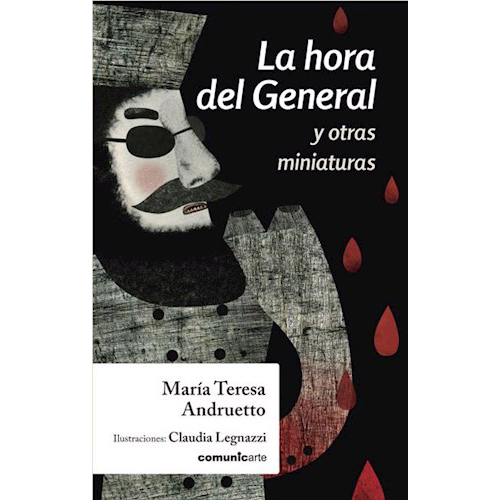 La hora
del General
y otras
miniaturas
María Teresa
Andruetto
Ilustraciones: Claudia Legnazzi
comunicarte